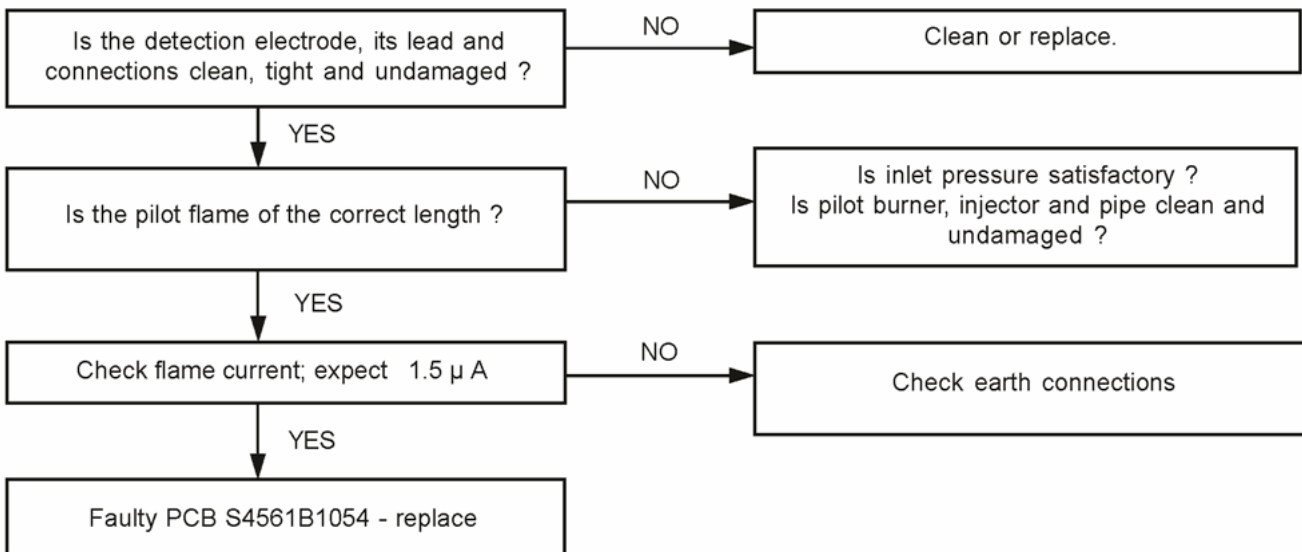 Is the detection electrode, its lead and
connections clean, tight and undamaged ?
NO
Clean or replace.
YES
Is the pilot flame of the correct length ?
NO
Is inlet pressure satisfactory ?
Is pilot burner, injector and pipe clean and
undamaged ?
YES
Check flame current; expect 1.5 μ A
NO
Check earth connections
YES
Faulty PCB S4561B1054 - replace